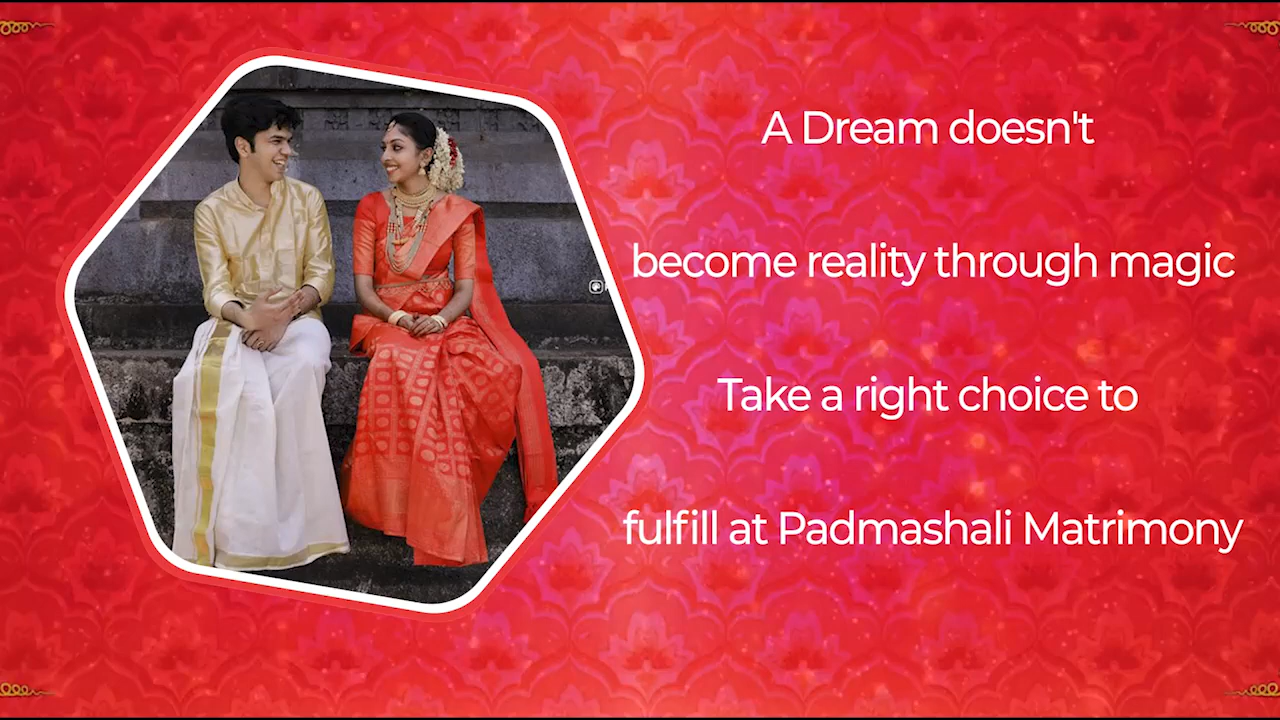 A Dream doesn't
become reality through magic
Take a right choice to
fulfill at Padmashali Matrimony